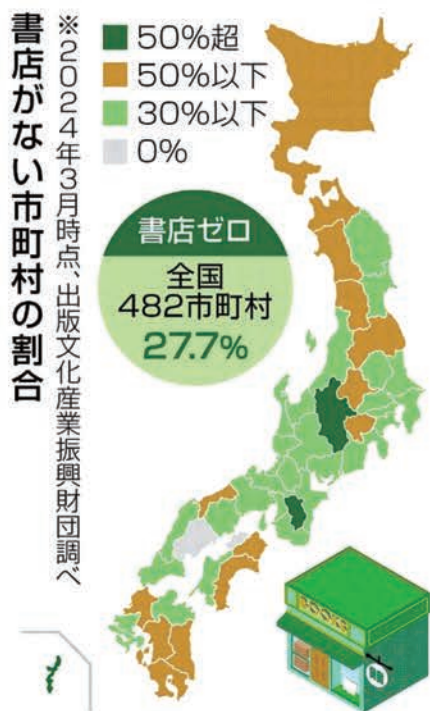 書店がない市町村の割合
※2024年3月時点、出版文化産業振興財団調べ
50%超
50%以下
30%以下
0%
書店ゼロ
全国
482市町村
27.7%
BOOKS